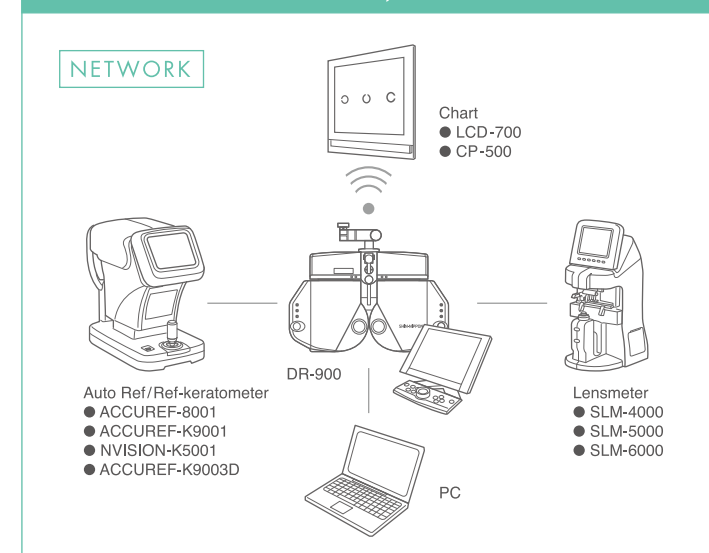 NETWORK
Chart
● LCD-700
● CP-500
DR-900
Auto Ref/Ref-keratometer
● ACCUREF-8001
● ACCUREF-K9001
● NVISION-K5001
● ACCUREF-K9003D
Lensmeter
● SLM-4000
● SLM-5000
● SLM-6000
PC